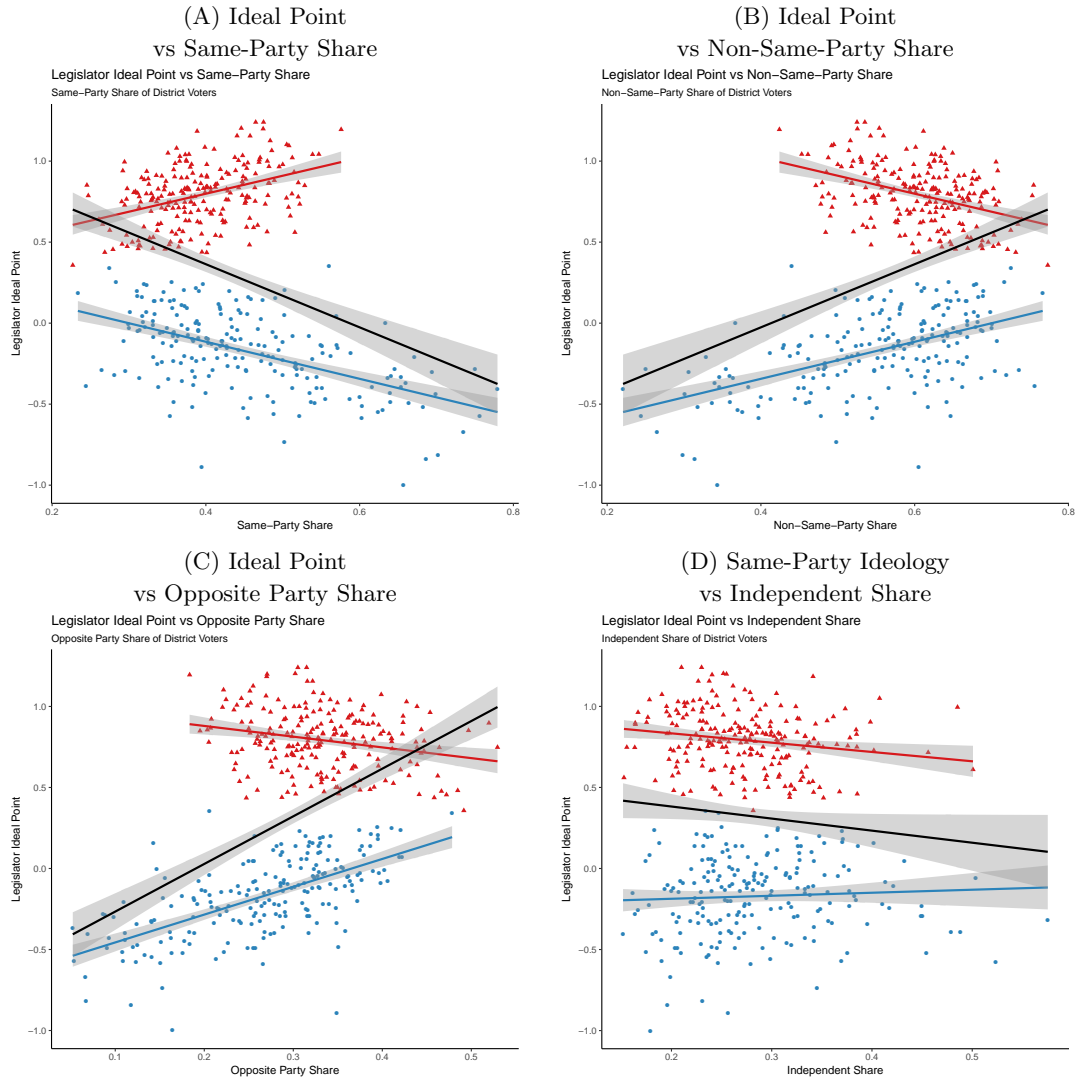 (A) Ideal Point
vs Same-Party Share
Legislator Ideal Point vs Same−Party Share
Same−Party Share of District Voters
1.0
0.5
0.0
−0.5
−1.0
Legislator Ideal Point
0.2 0.4 0.6 0.8
Same−Party Share
(B) Ideal Point
vs Non-Same-Party Share
Legislator Ideal Point vs Non−Same−Party Share
Non−Same−Party Share of District Voters
1.0
0.5
0.0
−0.5
−1.0
Legislator Ideal Point
0.2 0.4 0.6 0.8
Non−Same−Party Share
(C) Ideal Point
vs Opposite Party Share
Legislator Ideal Point vs Opposite Party Share
Opposite Party Share of District Voters
1.0
0.5
0.0
−0.5
−1.0
Legislator Ideal Point
0.1 0.2 0.3 0.4 0.5
Opposite Party Share
(D) Same-Party Ideology
vs Independent Share
Legislator Ideal Point vs Independent Share
Independent Share of District Voters
1.0
0.5
0.0
−0.5
−1.0
Legislator Ideal Point
0.2 0.3 0.4 0.5
Independent Share